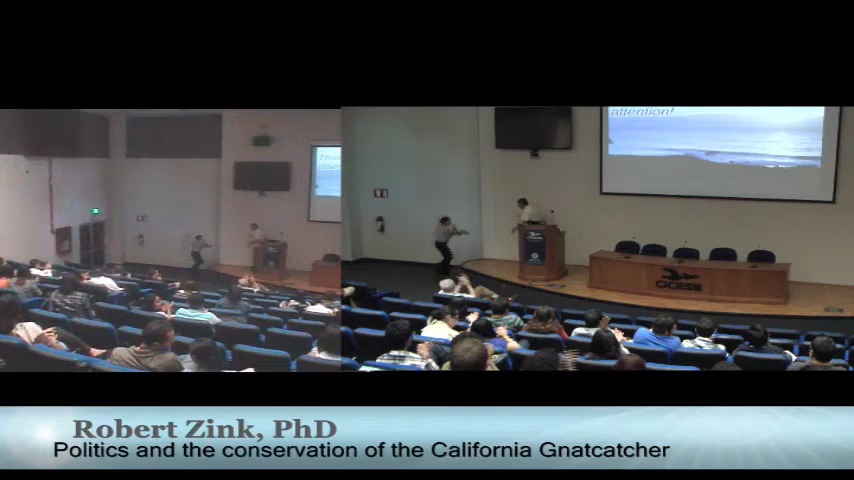 attention!
CICESE
Robert Zink, PhD
Politics and the conservation of the California Gnatcatcher